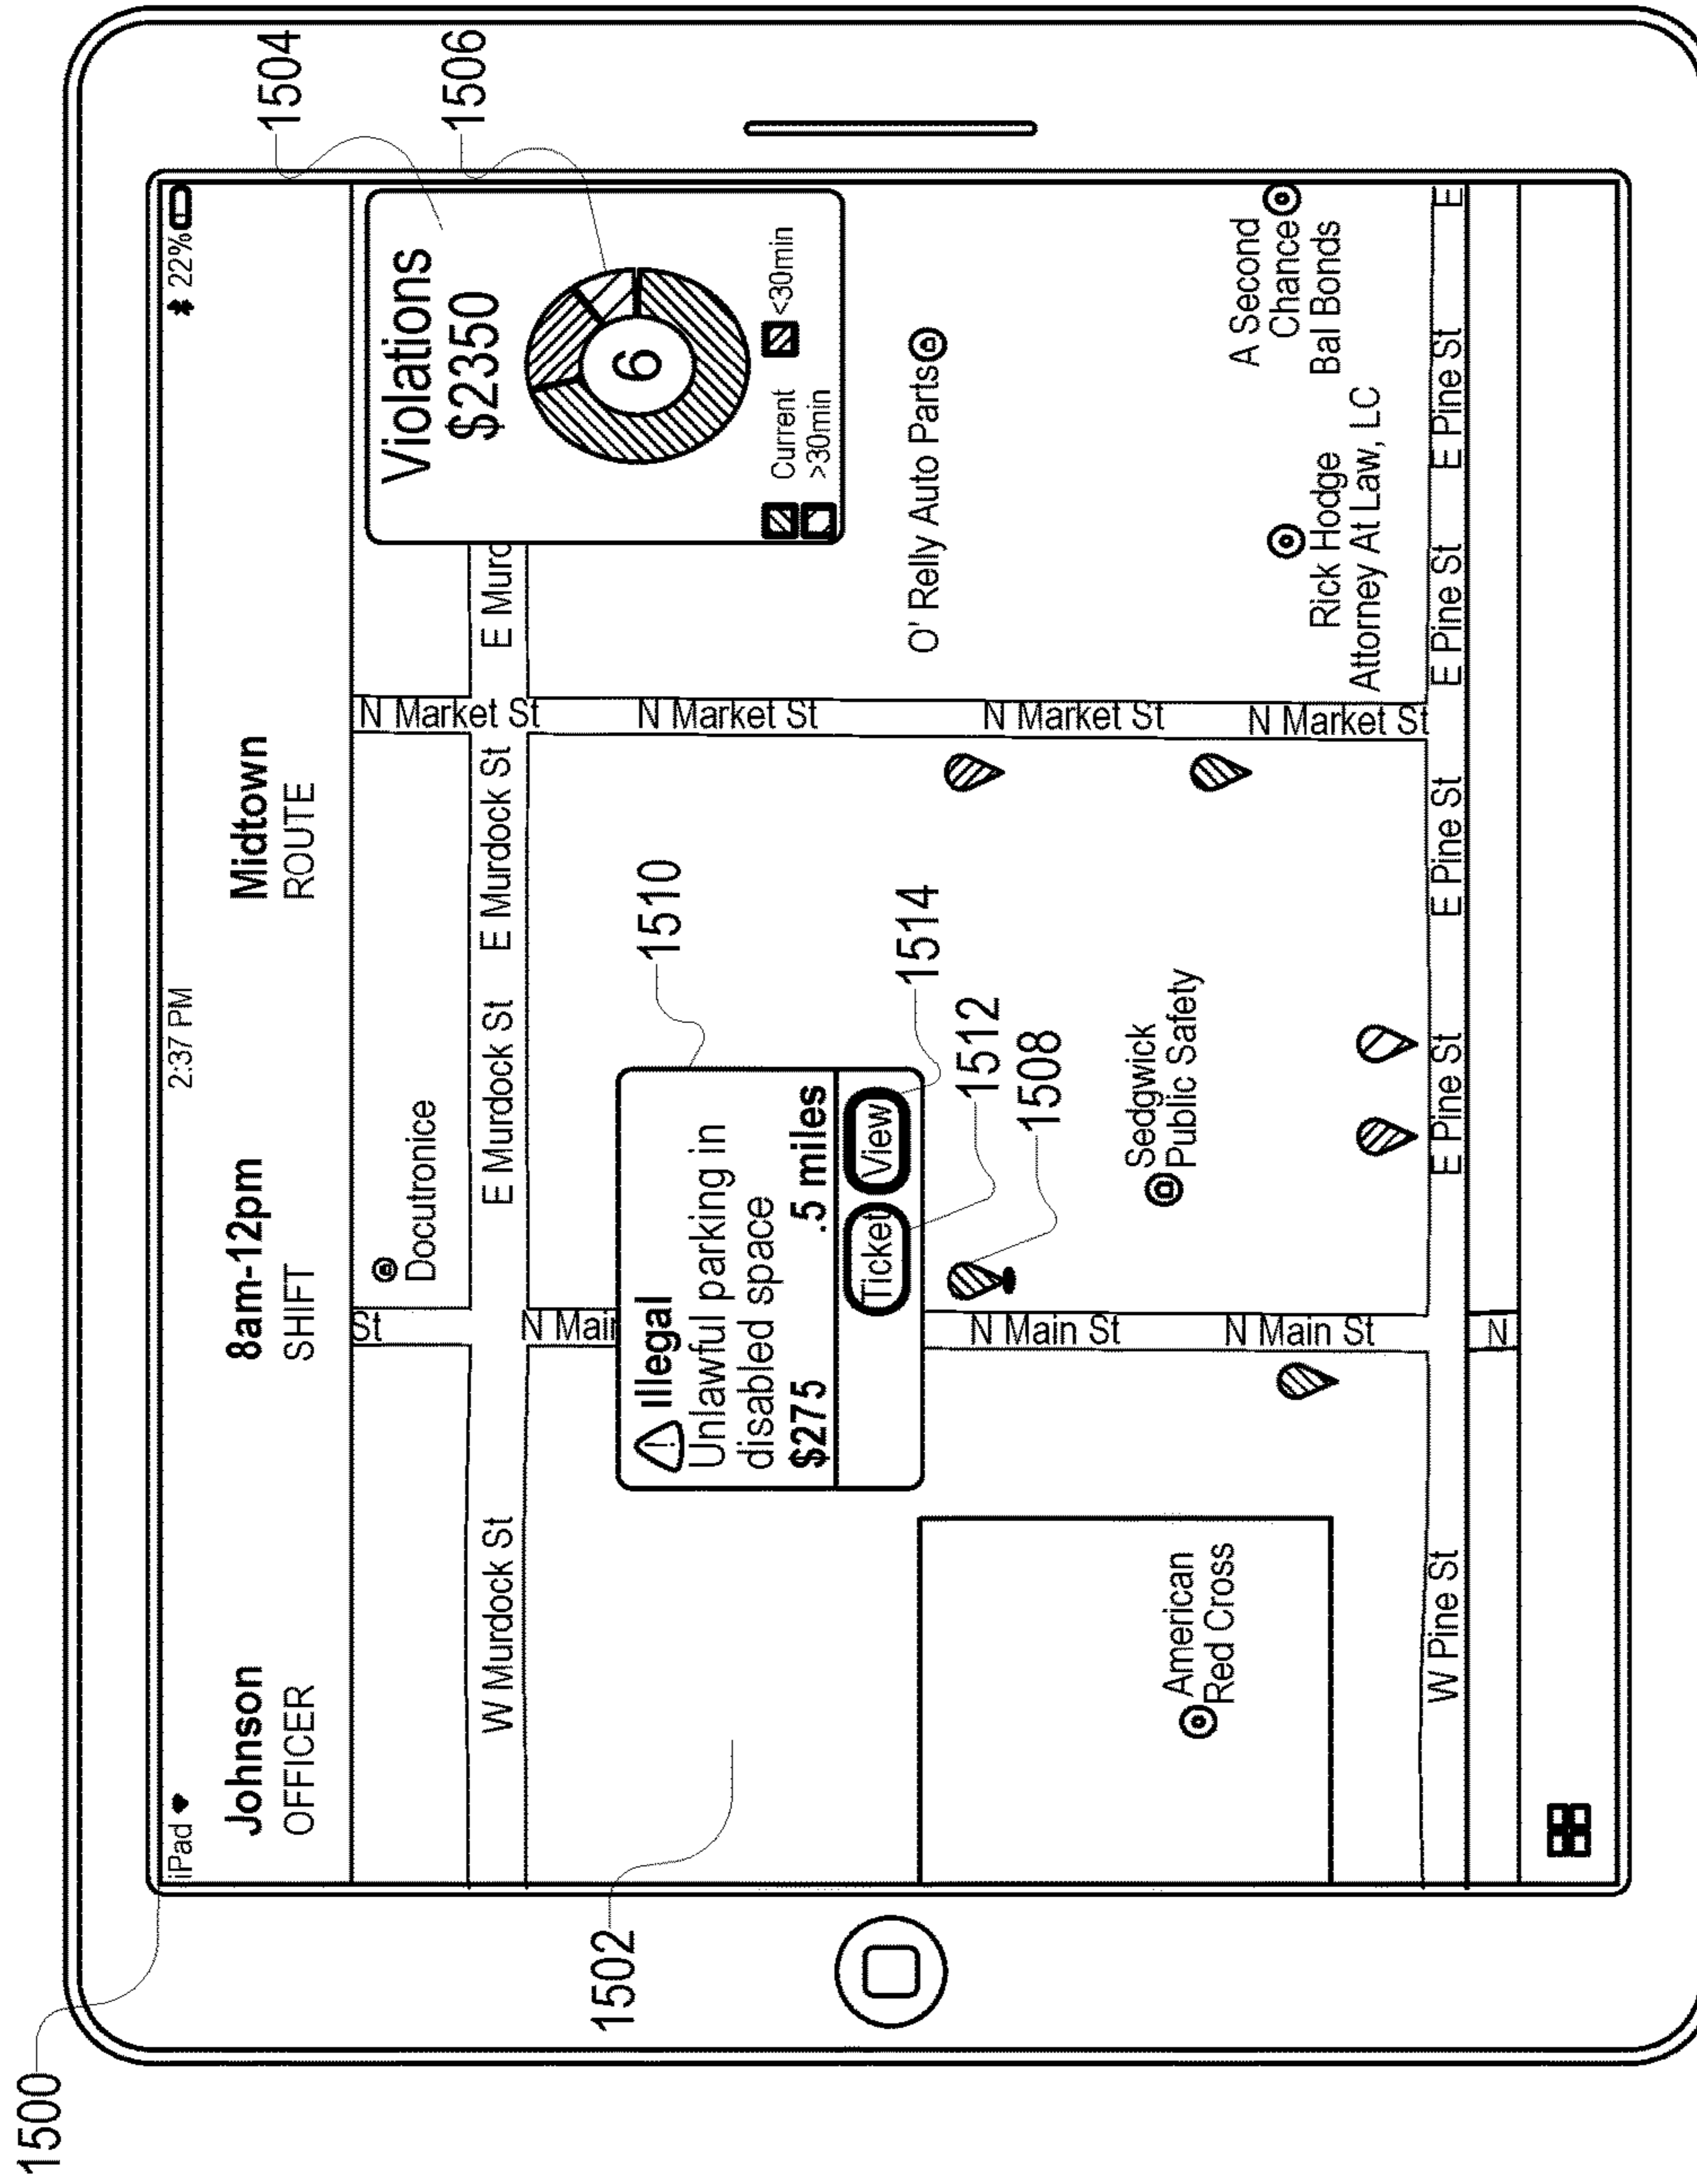 1500
iPad
2:37 PM
22%
Johnson
OFFICER
8am-12pm
SHIFT
Midtown
ROUTE
1504
1506
Violations
$2350
6
Current
<30min
>30min
St
Docutronice
N Market St
W Murdock St
E Murdock St
E Murdock St
E Murdock St
E Murd
N Main
N Market St
N Market St
N Market St
1502
1510
Illegal
Unlawful parking in
disabled space
$275
.5 miles
Ticket
View
1514
1512
1508
O' Relly Auto Parts
N Main St
N Main St
Sedgwick
Public Safety
American
Red Cross
A Second
Chance
Bal Bonds
Rick Hodge
Attorney At Law, LC
W Pine St
E Pine St
E Pine St
E Pine St
E Pine St
E
N